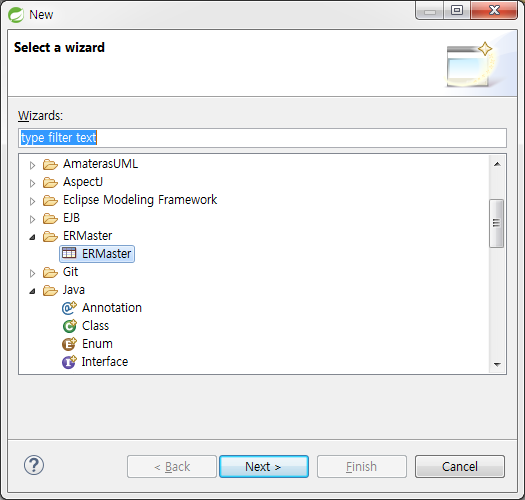 New
Select a wizard
Wizards:
type filter text
AmaterasUML
AspectJ
Eclipse Modeling Framework
EJB
ERMaster
ERMaster
Git
Java
Annotation
Class
Enum
Interface
< Back Next > Finish Cancel